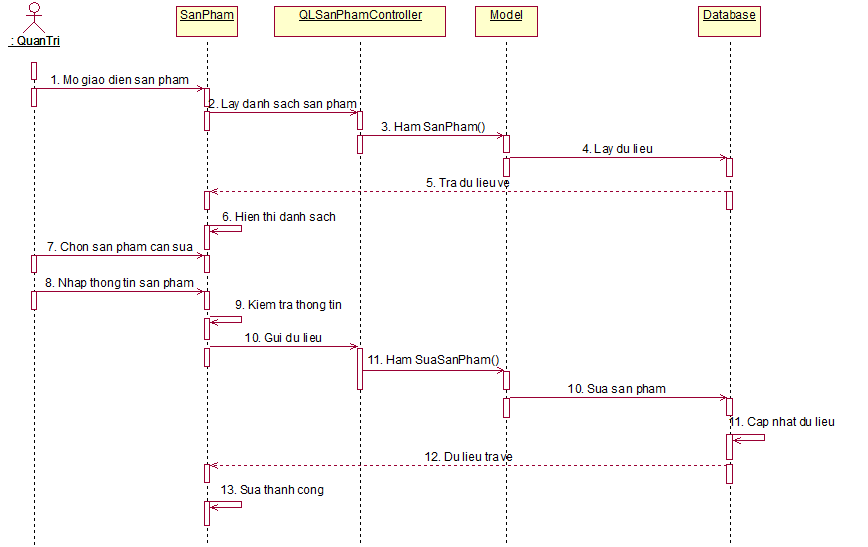 : QuanTri
SanPham
QLSanPhamController
Model
Database
1. Mo giao dien san pham
2. Lay danh sach san pham
3. Ham SanPham()
4. Lay du lieu
5. Tra du lieu ve
6. Hien thi danh sach
7. Chon san pham can sua
8. Nhap thong tin san pham
9. Kiem tra thong tin
10. Gui du lieu
11. Ham SuaSanPham()
10. Sua san pham
11. Cap nhat du lieu
12. Du lieu tra ve
13. Sua thanh cong